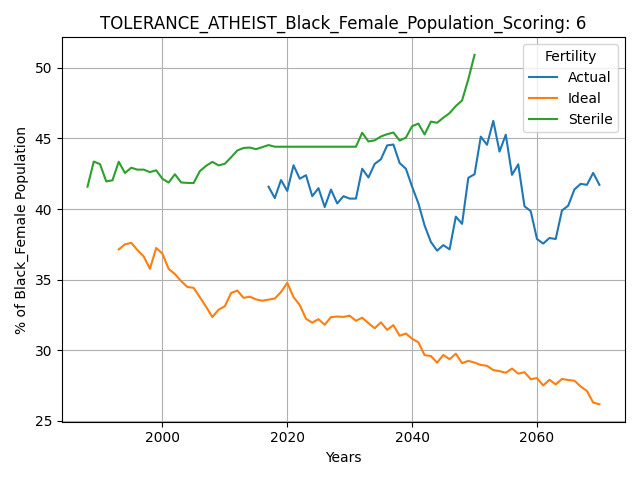 TOLERANCE_ATHEIST_Black_Female_Population_Scoring: 6
% of Black_Female Population
50
45
40
35
30
25
Fertility
Actual
Ideal
Sterile
2000
2020
2040
2060
Years